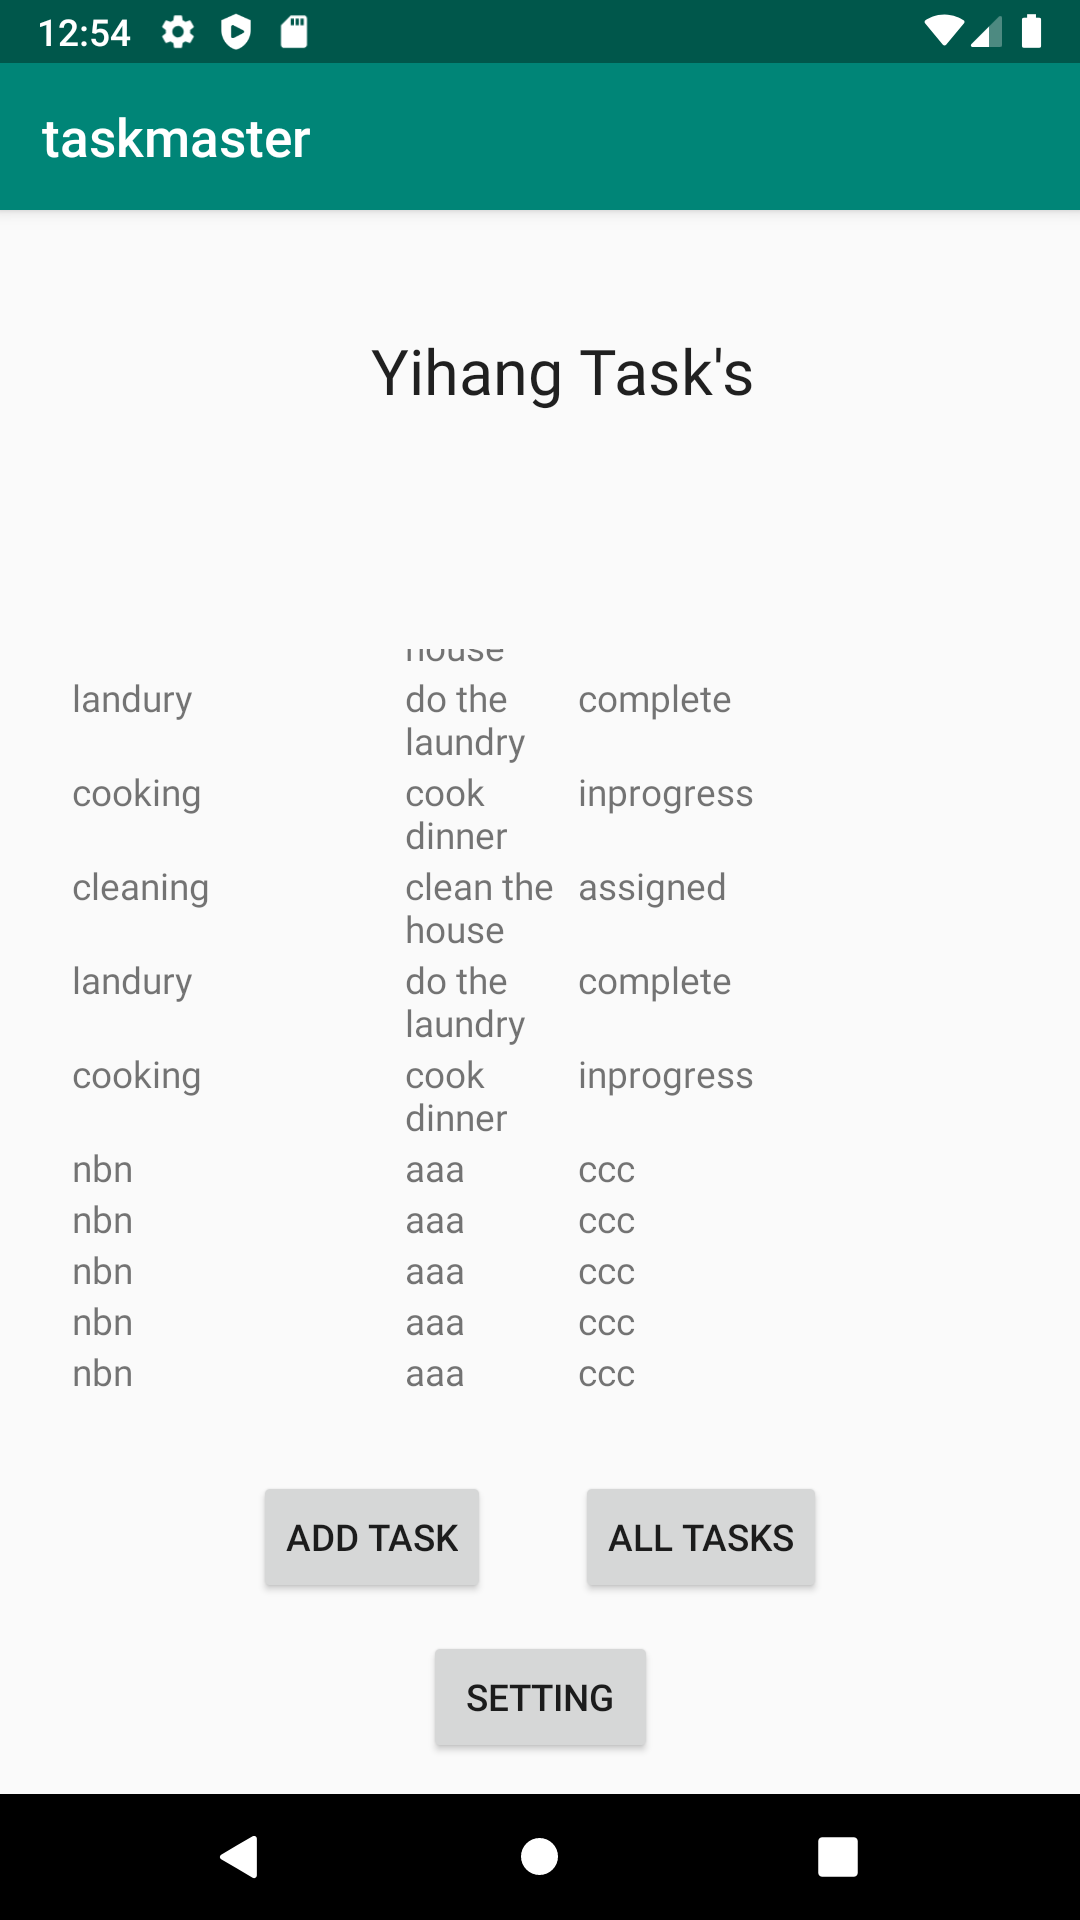 12:54
taskmaster
Yihang Task's
house
landury do the complete
laundry
cooking cook inprogress
dinner
cleaning clean the assigned
house
landury do the complete
laundry
cooking cook inprogress
dinner
nbn aaa ccc
nbn aaa ccc
nbn aaa ccc
nbn aaa ccc
nbn aaa ccc
ADD TASK ALL TASKS
SETTING